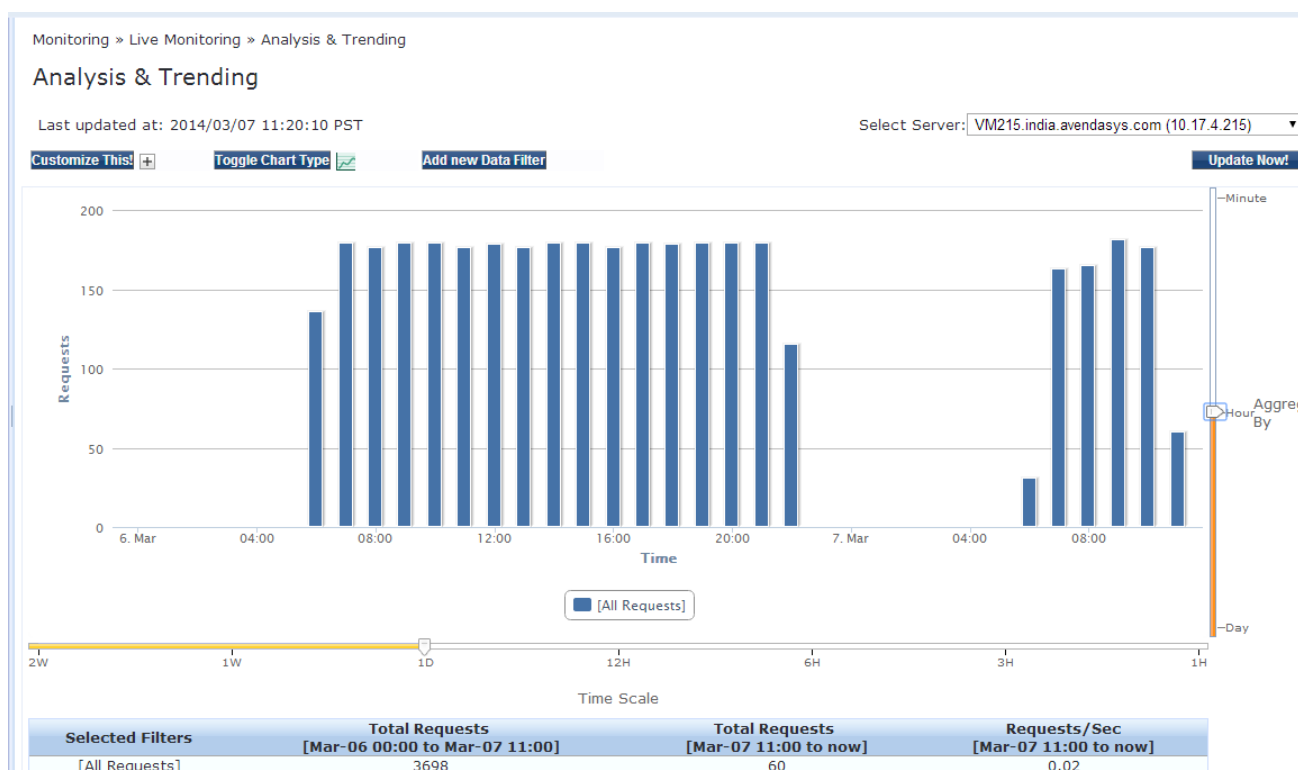 Monitoring » Live Monitoring » Analysis & Trending
Analysis & Trending
Last updated at: 2014/03/07 11:20:10 PST
Select Server: VM215.india.avendasys.com (10.17.4.215)
Customize This! Toggle Chart Type Add new Data Filter Update Now!
Minute
200
150
100
50
0
Requests
Hour
By
Day
6. Mar 04:00 08:00 12:00 16:00 20:00 7. Mar 04:00 08:00
Time
[All Requests]
2W 1W 1D 12H 6H 3H 1H
Time Scale
Selected Filters
Total Requests
[Mar-06 00:00 to Mar-07 11:00]
Total Requests
[Mar-07 11:00 to now]
Requests/Sec
[Mar-07 11:00 to now]
[All Requests] 3698 60 0.02